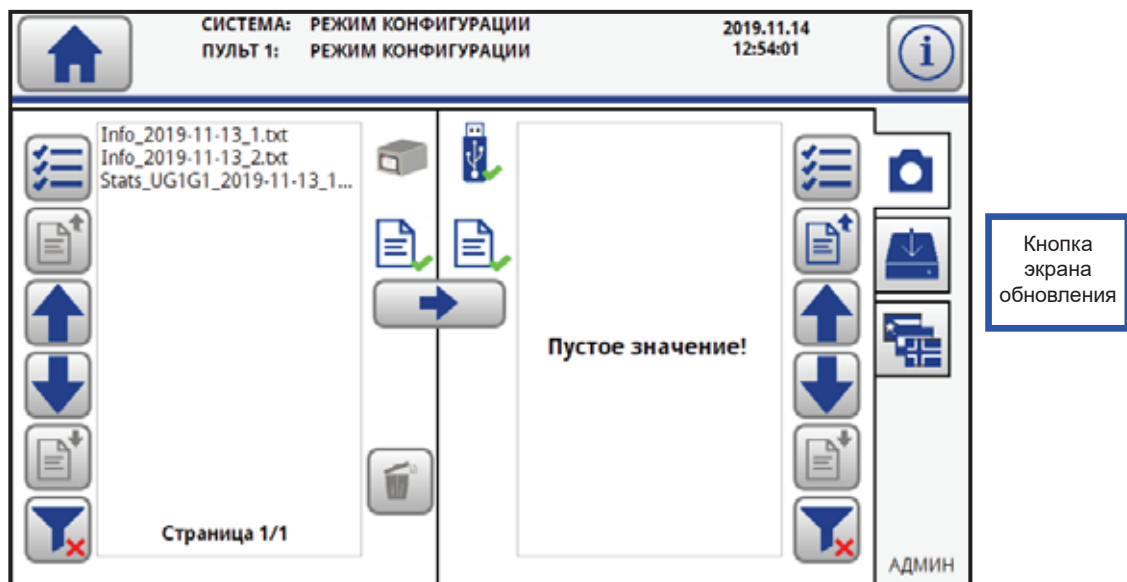 СИСТЕМА: РЕЖИМ КОНФИГУРАЦИИ
ПУЛЬТ 1: РЕЖИМ КОНФИГУРАЦИИ
2019.11.14
12:54:01
Info_2019-11-13_1.txt
Info_2019-11-13_2.txt
Stats_UG1G1_2019-11-13_1...
Страница 1/1
Пустое значение!
АДМИН
Кнопка
экрана
обновления